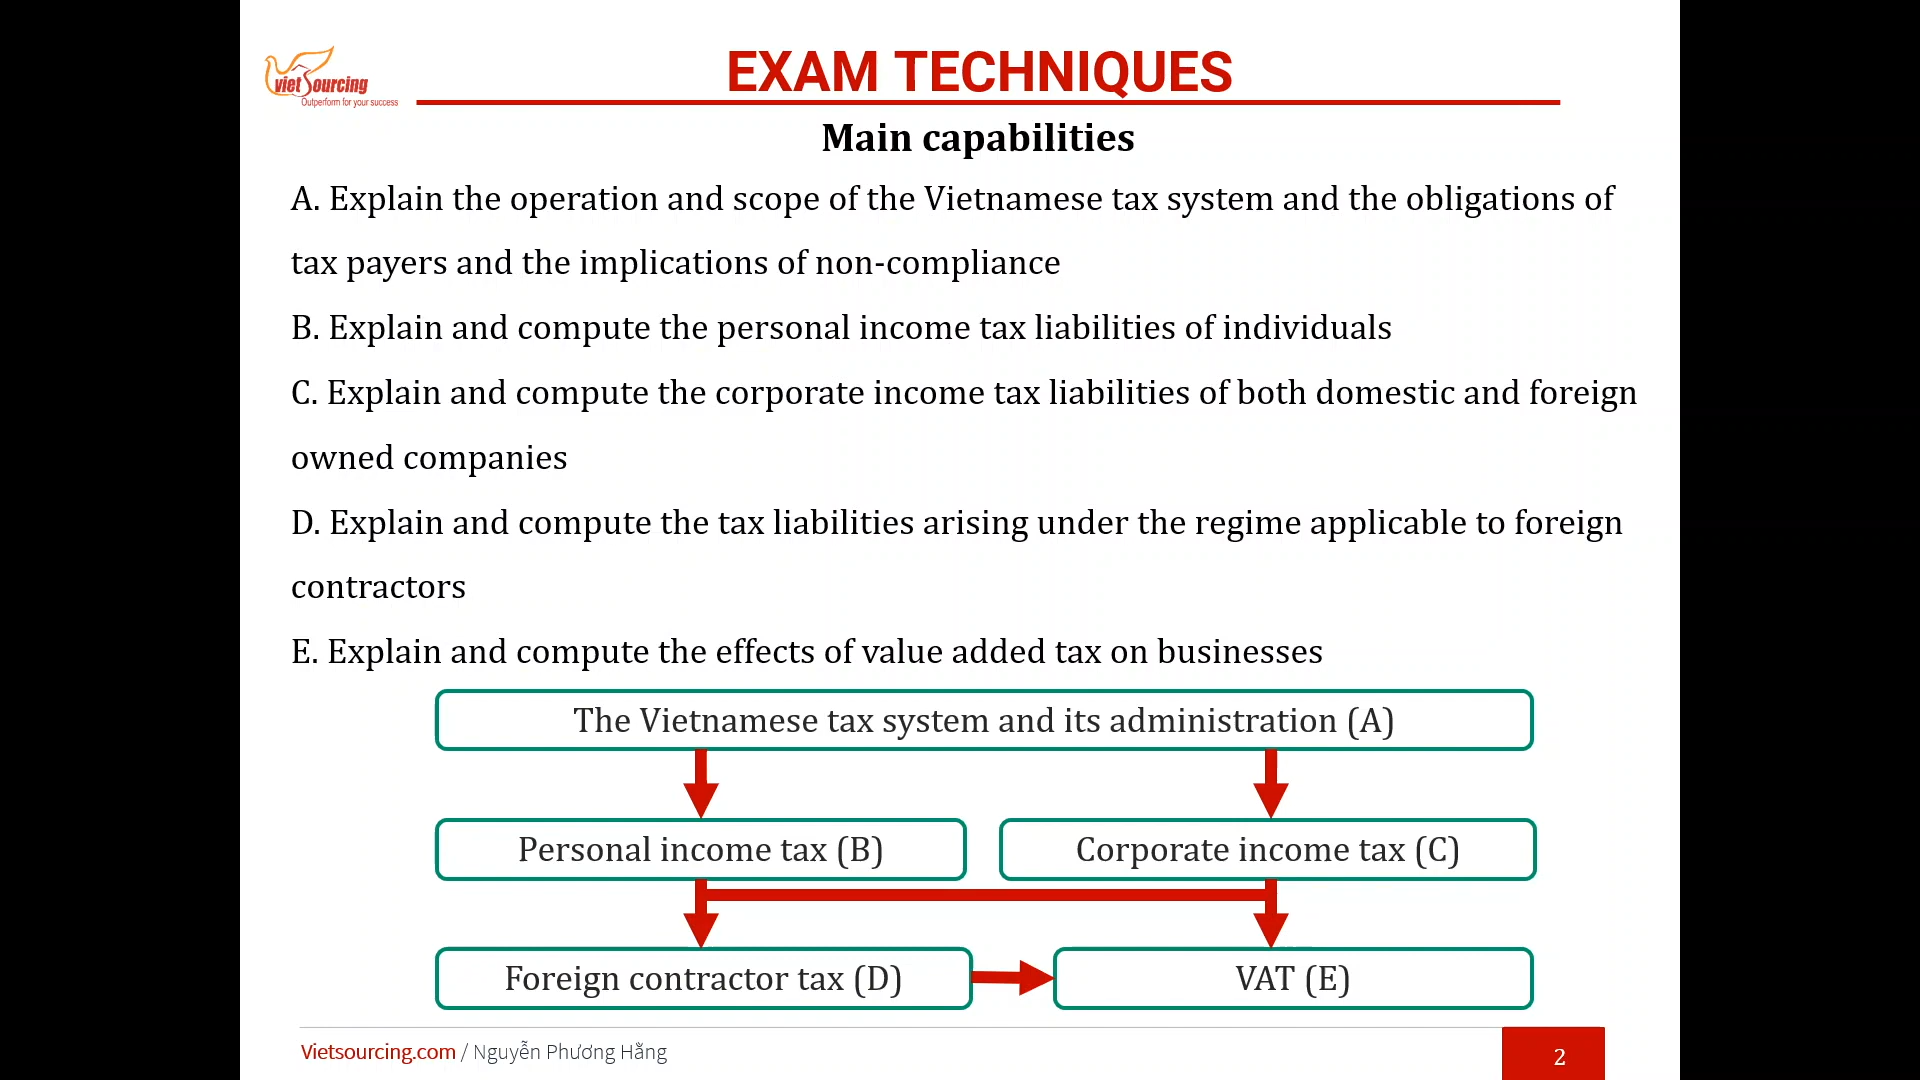 vietSourcing
Outperform for your success
EXAM TECHNIQUES
Main capabilities
A. Explain the operation and scope of the Vietnamese tax system and the obligations of
tax payers and the implications of non-compliance
B. Explain and compute the personal income tax liabilities of individuals
C. Explain and compute the corporate income tax liabilities of both domestic and foreign
owned companies
D. Explain and compute the tax liabilities arising under the regime applicable to foreign
contractors
E. Explain and compute the effects of value added tax on businesses
The Vietnamese tax system and its administration (A)
Personal income tax (B)
Corporate income tax (C)
Foreign contractor tax (D)
VAT (E)
Vietsourcing.com / Nguyễn Phương Hằng
2